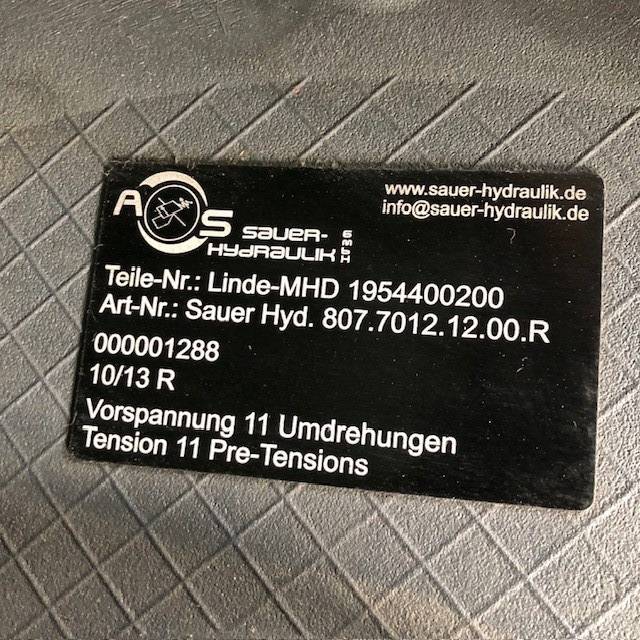 www.sauer-hydraulik.de
info@sauer-hydraulik.de
A S
SAUER-
HYDRAULIK GMBH
Teile-Nr.: Linde-MHD 1954400200
Art-Nr.: Sauer Hyd. 807.7012.12.00.R
000001288
10/13 R
Vorspannung 11 Umdrehungen
Tension 11 Pre-Tensions